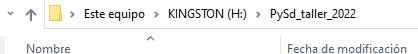 Este equipo > KINGSTON (H:) > PySd_taller_2022
Nombre Fecha de modificación